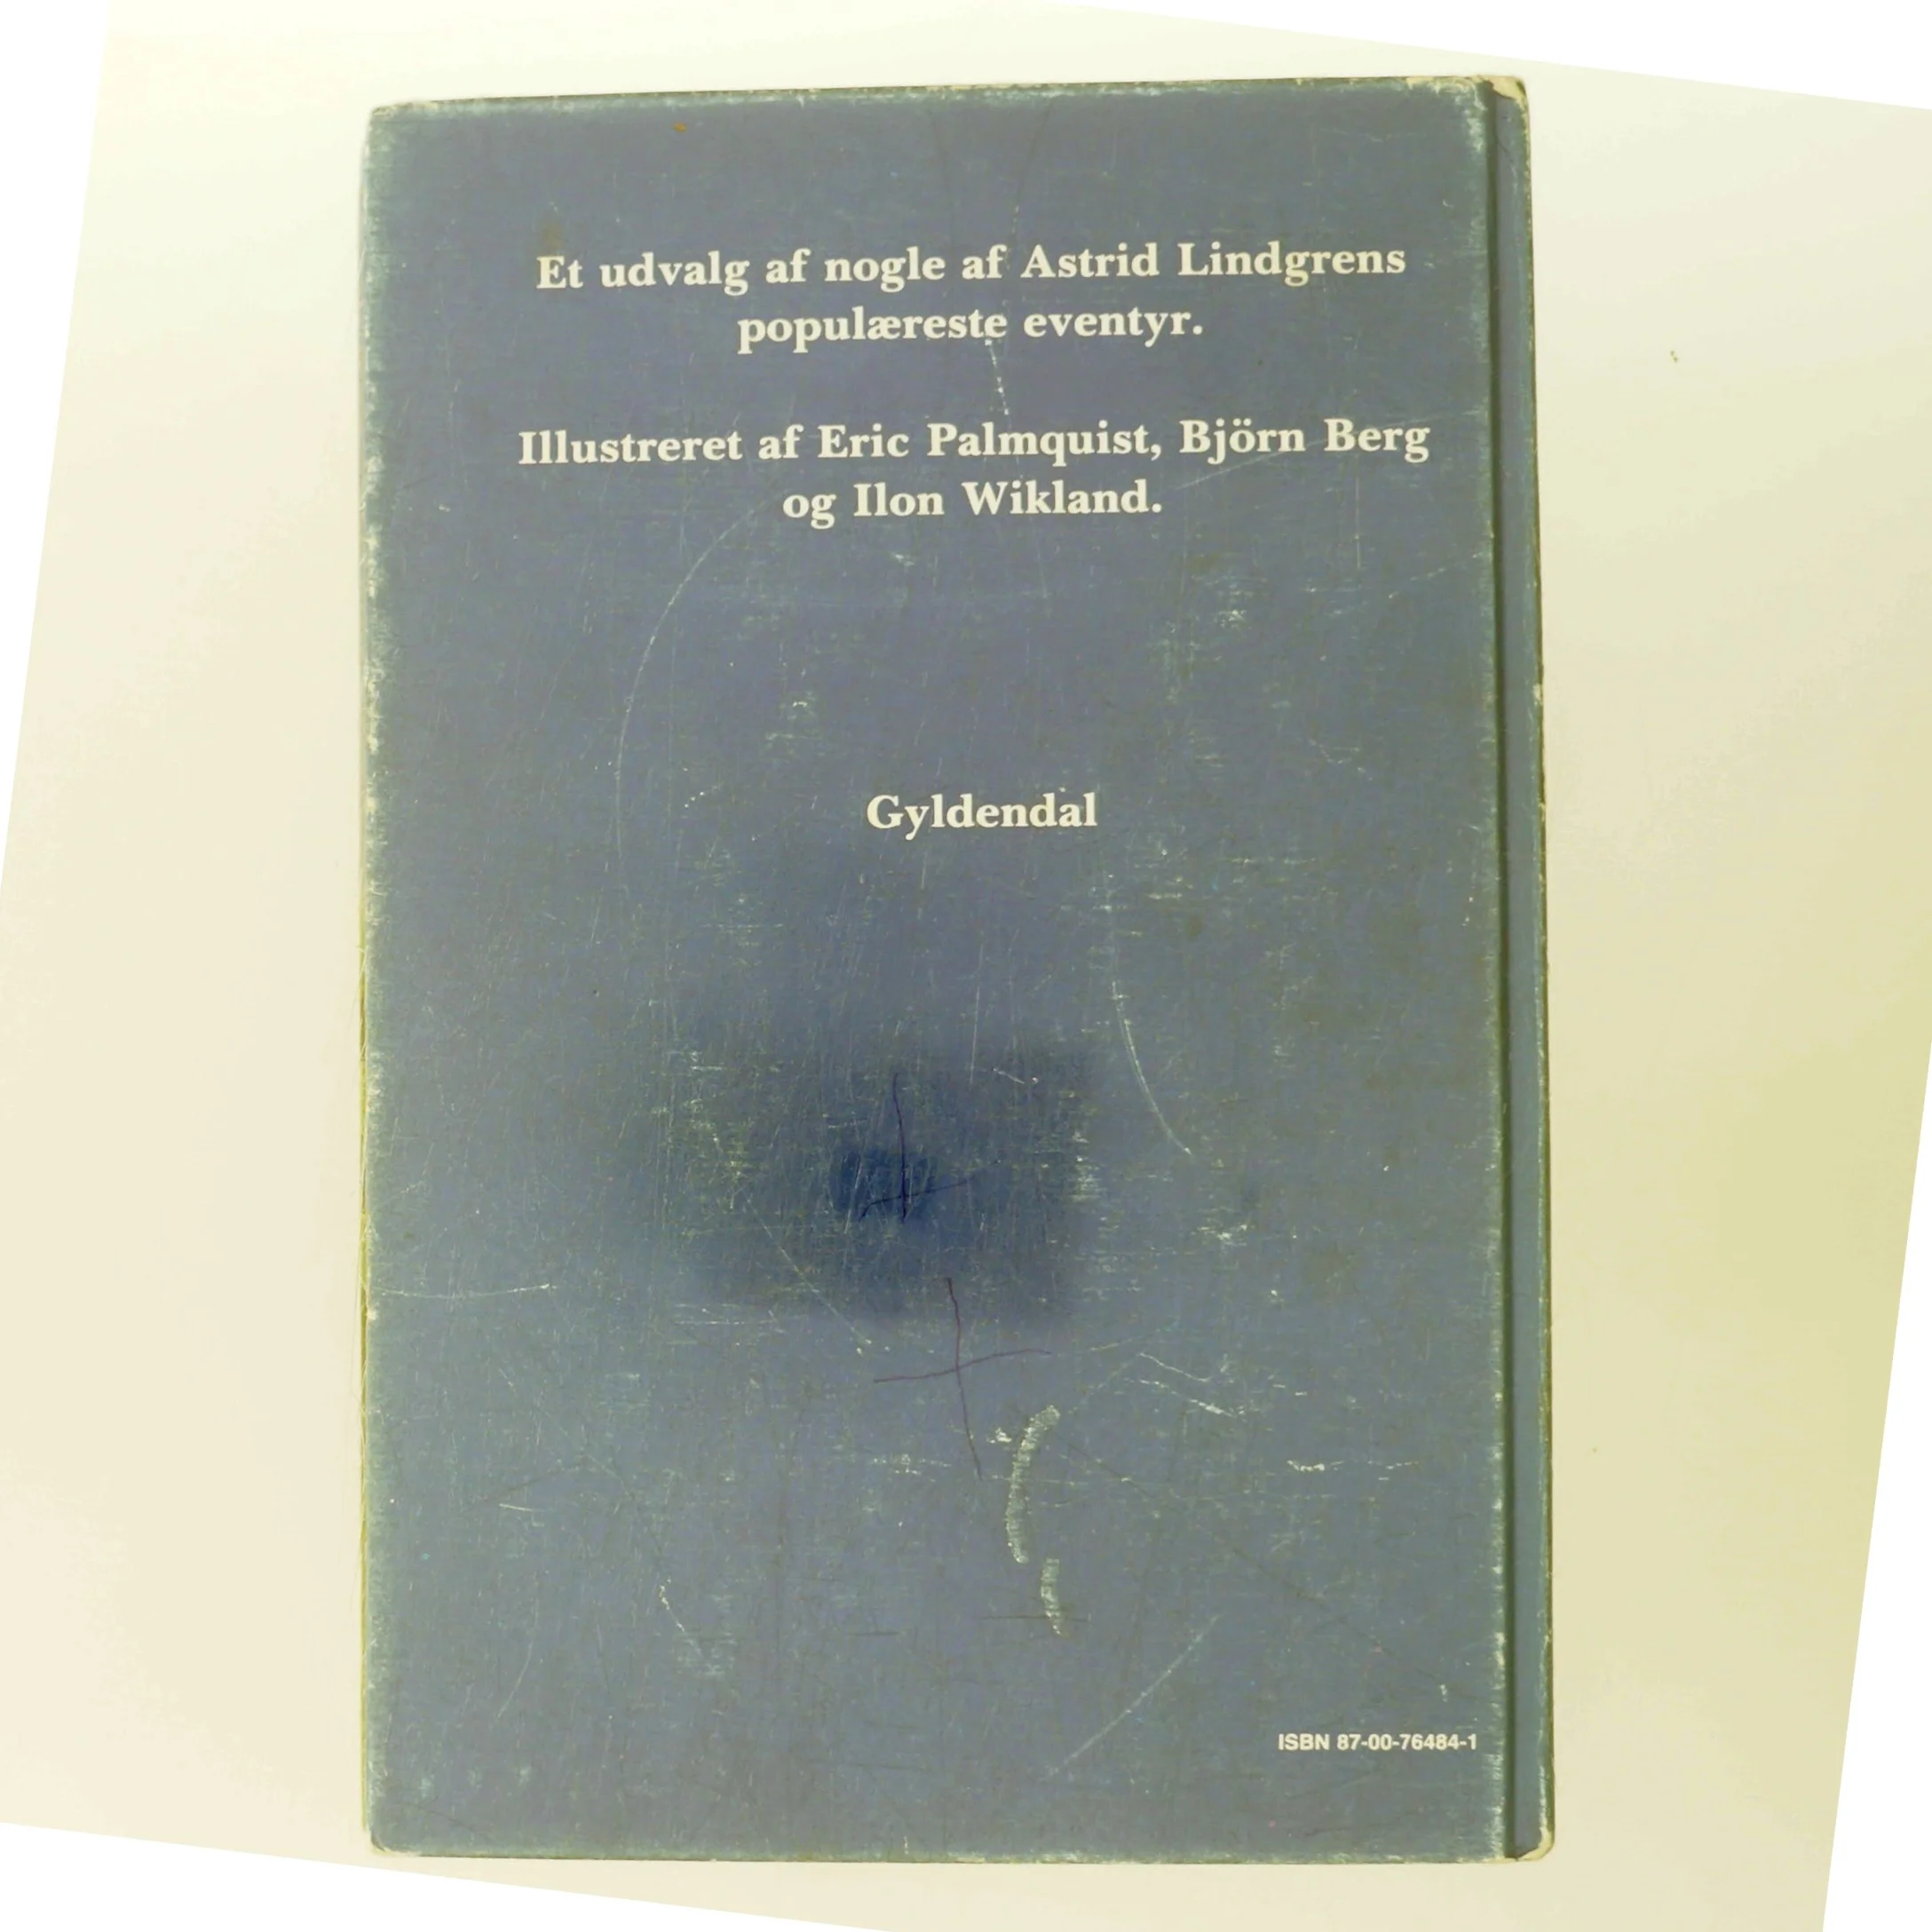 Et udvalg af nogle af Astrid Lindgrens
populæreste eventyr.
Illustreret af Eric Palmquist, Björn Berg
og Ilon Wikland.
Gyldendal
ISBN 87-00-76484-1